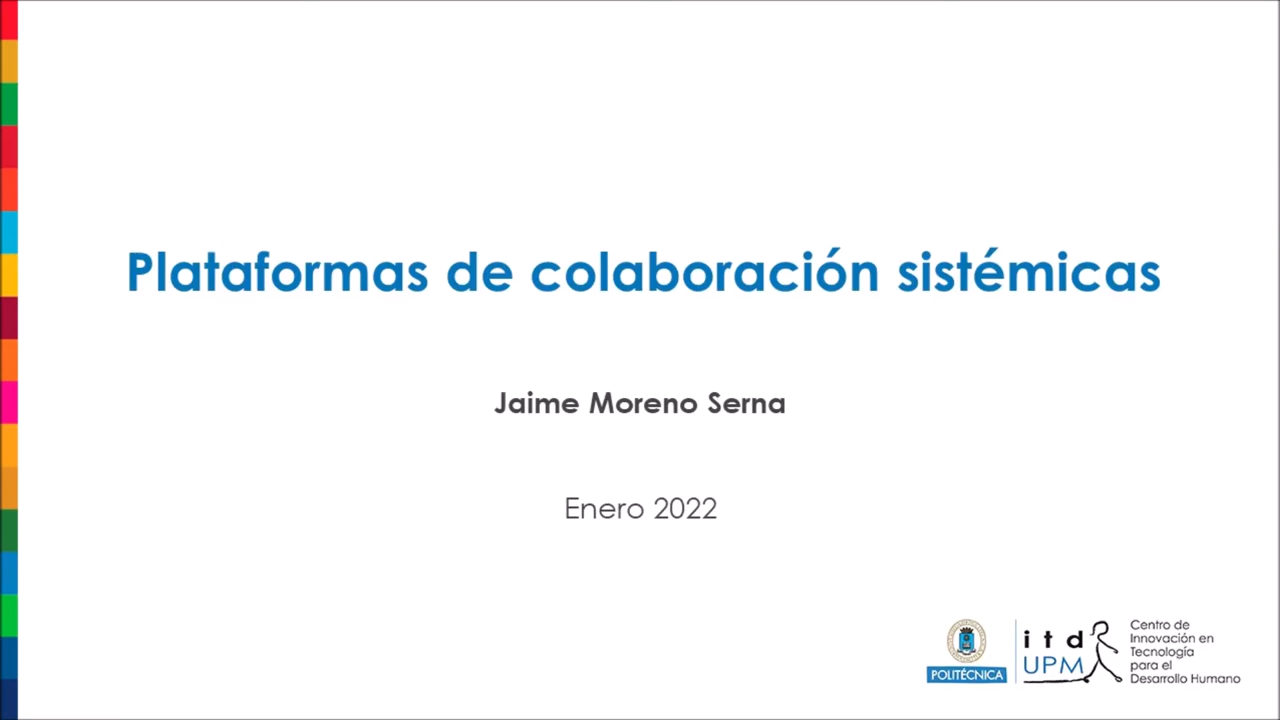 Plataformas de colaboración sistémicas
Jaime Moreno Serna
Enero 2022
POLITÉCNICA
itd
UPM
Centro de
Innovación en
Tecnología
para el
Desarrollo Humano